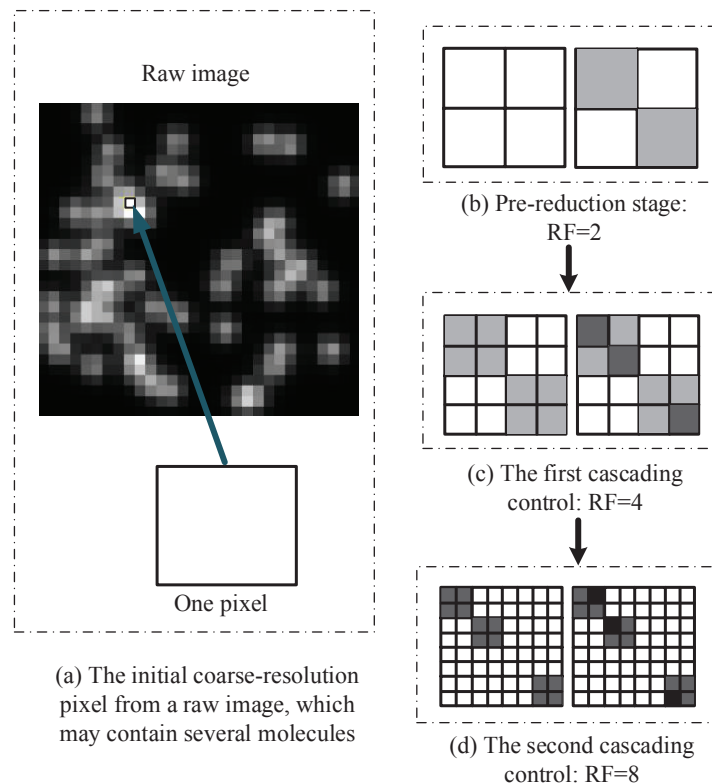 Raw image
One pixel
(a) The initial coarse-resolution
pixel from a raw image, which
may contain several molecules
(b) Pre-reduction stage:
RF=2
(c) The first cascading
control: RF=4
(d) The second cascading
control: RF=8